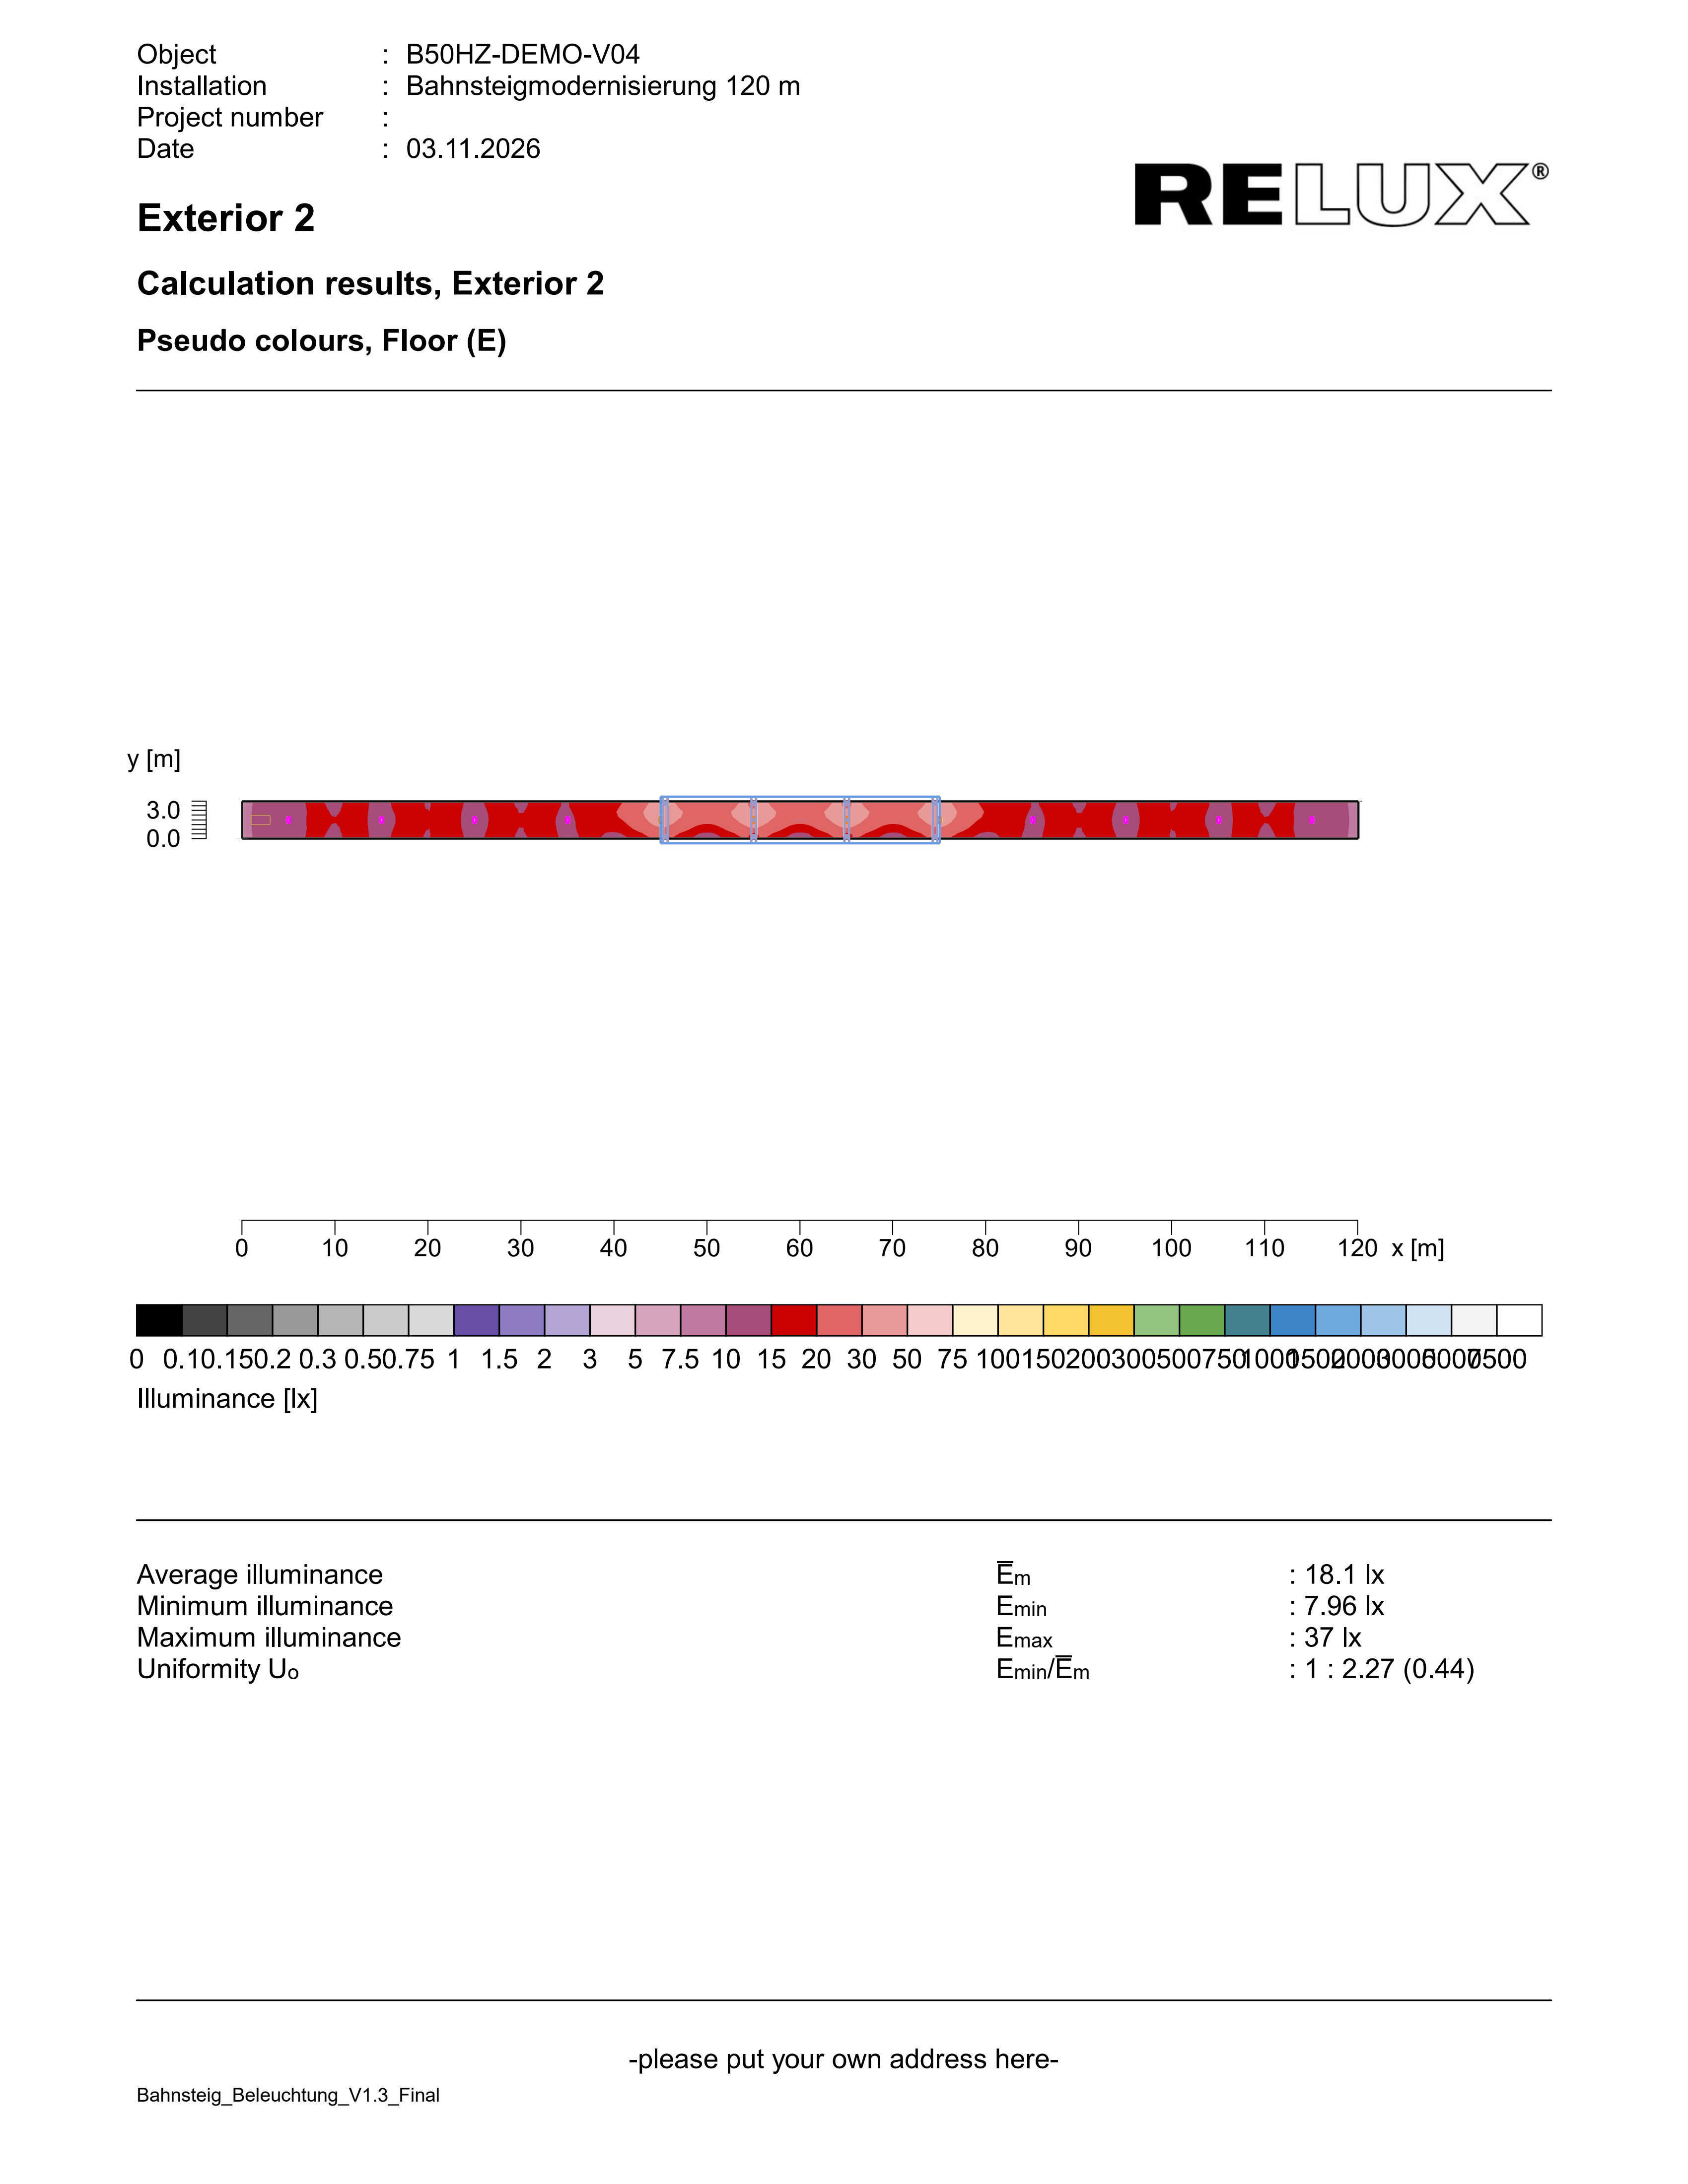 Object : B50HZ-DEMO-V04
Installation : Bahnsteigmodernisierung 120 m
Project number :
Date : 03.11.2026
RELUX®
Exterior 2
Calculation results, Exterior 2
Pseudo colours, Floor (E)
y [m]
3.0
0.0
0 10 20 30 40 50 60 70 80 90 100 110 120 x [m]
0 0.1 0.15 0.2 0.3 0.5 0.75 1 1.5 2 3 5 7.5 10 15 20 30 50 75 100 150 200 300 500 750 1000 1500 2000 3000 5000 7500
Illuminance [lx]
Average illuminance Em : 18.1 lx
Minimum illuminance Emin : 7.96 lx
Maximum illuminance Emax : 37 lx
Uniformity Uo Emin/Em : 1 : 2.27 (0.44)
-please put your own address here-
Bahnsteig_Beleuchtung_V1.3_Final